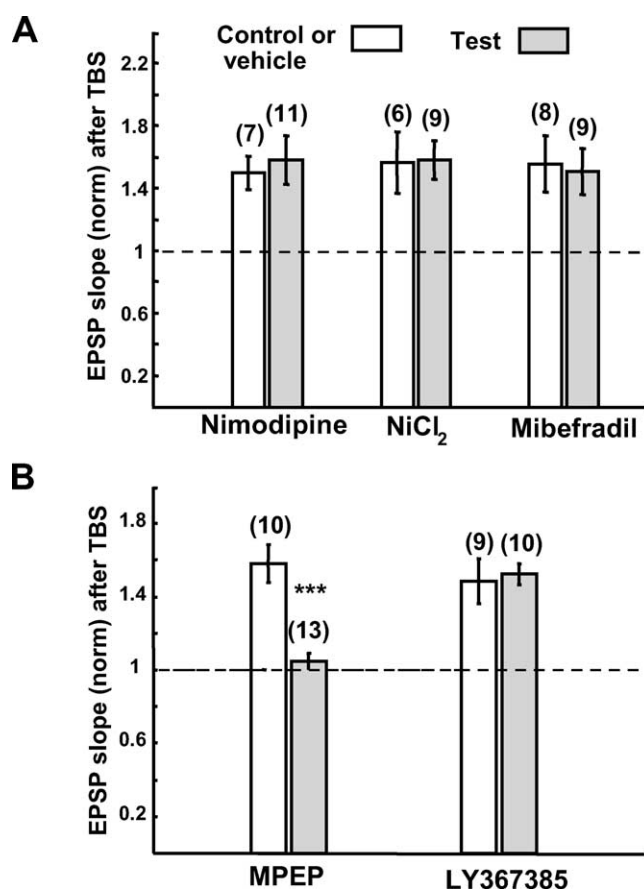 A
Control or
vehicle
Test
EPSP slope (norm) after TBS
2.2
1.8
1.4
1
0.6
0.2
(7)
(11)
(6)
(9)
(8)
(9)
Nimodipine
NiCl₂
Mibefradil
B
EPSP slope (norm) after TBS
1.8
1.4
1
0.6
0.2
(10)
***
(13)
(9)
(10)
MPEP
LY367385